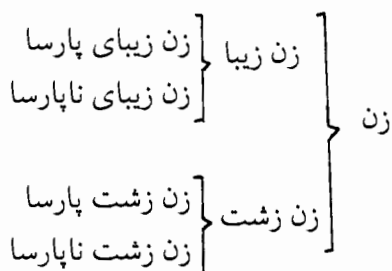 زن
زن زیبا
زن زیبای پارسا
زن زیبای ناپارسا
زن زشت
زن زشت پارسا
زن زشت ناپارسا